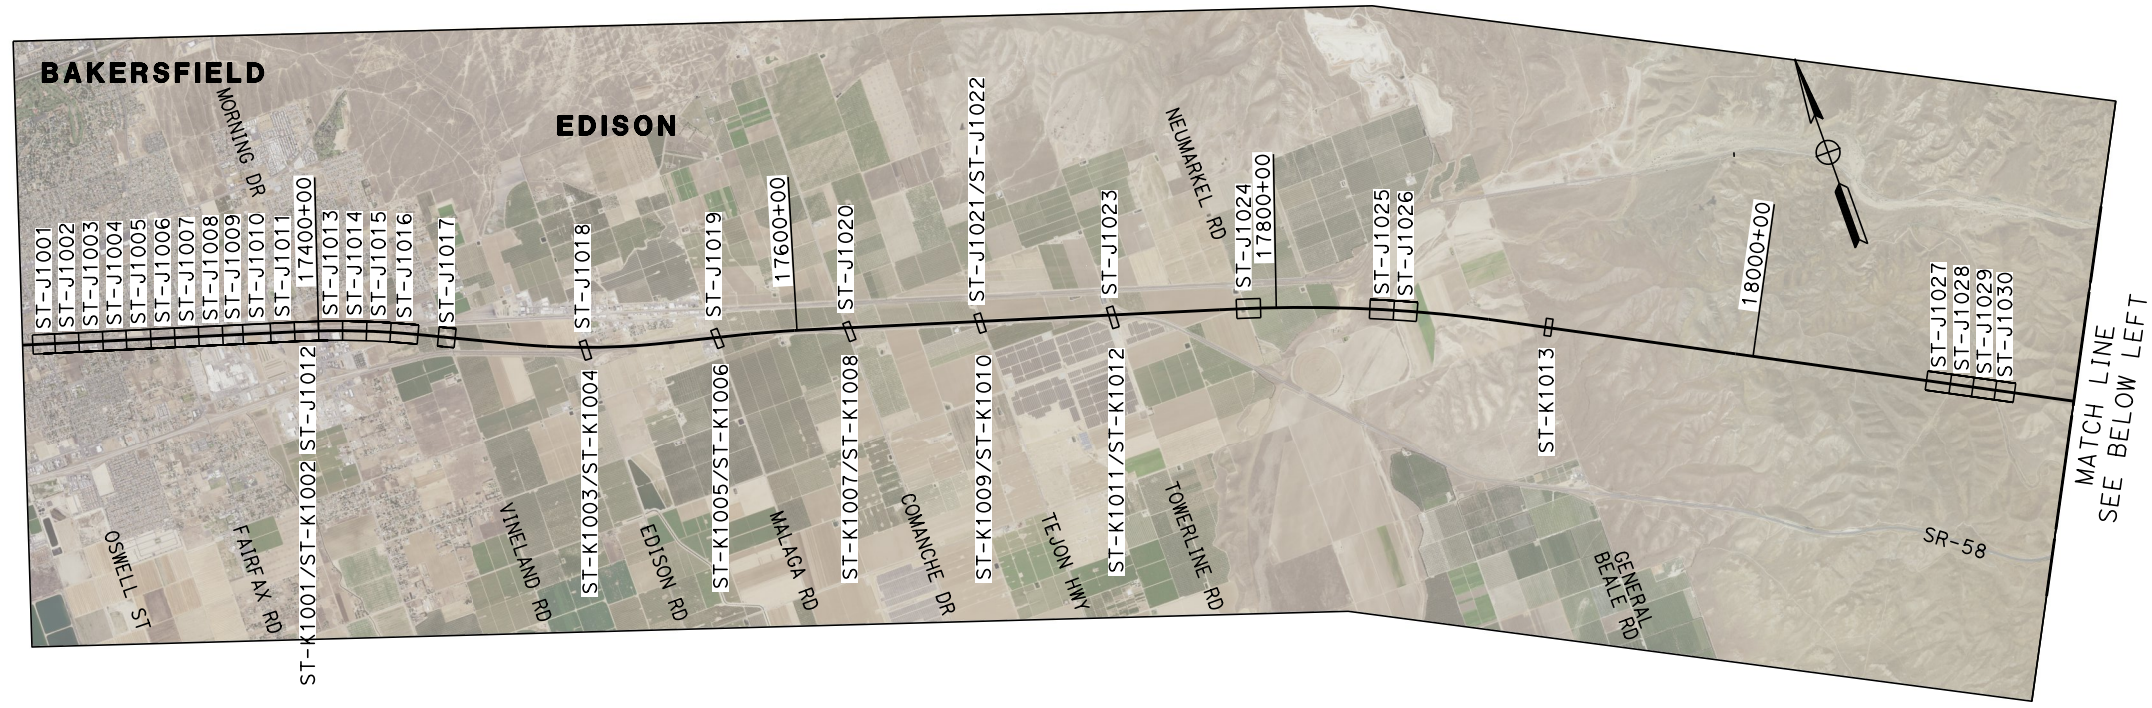 BAKERSFIELD
EDISON
MORNING DR
NEUMARKEL RD
ST-J1001
ST-J1002
ST-J1003
ST-J1004
ST-J1005
ST-J1006
ST-J1007
ST-J1008
ST-J1009
ST-J1010
ST-J1011
17400+00
ST-J1013
ST-J1014
ST-J1015
ST-J1016
ST-J1017
ST-J1018
ST-J1019
17600+00
ST-J1020
ST-J1021/ST-J1022
ST-J1023
ST-J1024
17800+00
ST-J1025
ST-J1026
18000+00
ST-J1027
ST-J1028
ST-J1029
ST-J1030
ST-K1001/ST-K1002 ST-J1012
ST-K1003/ST-K1004
ST-K1005/ST-K1006
ST-K1007/ST-K1008
ST-K1009/ST-K1010
ST-K1011/ST-K1012
ST-K1013
OSWELL ST
FAIRFAX RD
VINELAND RD
EDISON RD
MALAGA RD
COMANCHE DR
TEJON HWY
TOWERLINE RD
GENERAL
BEALE RD
SR-58
MATCH LINE
SEE BELOW LEFT